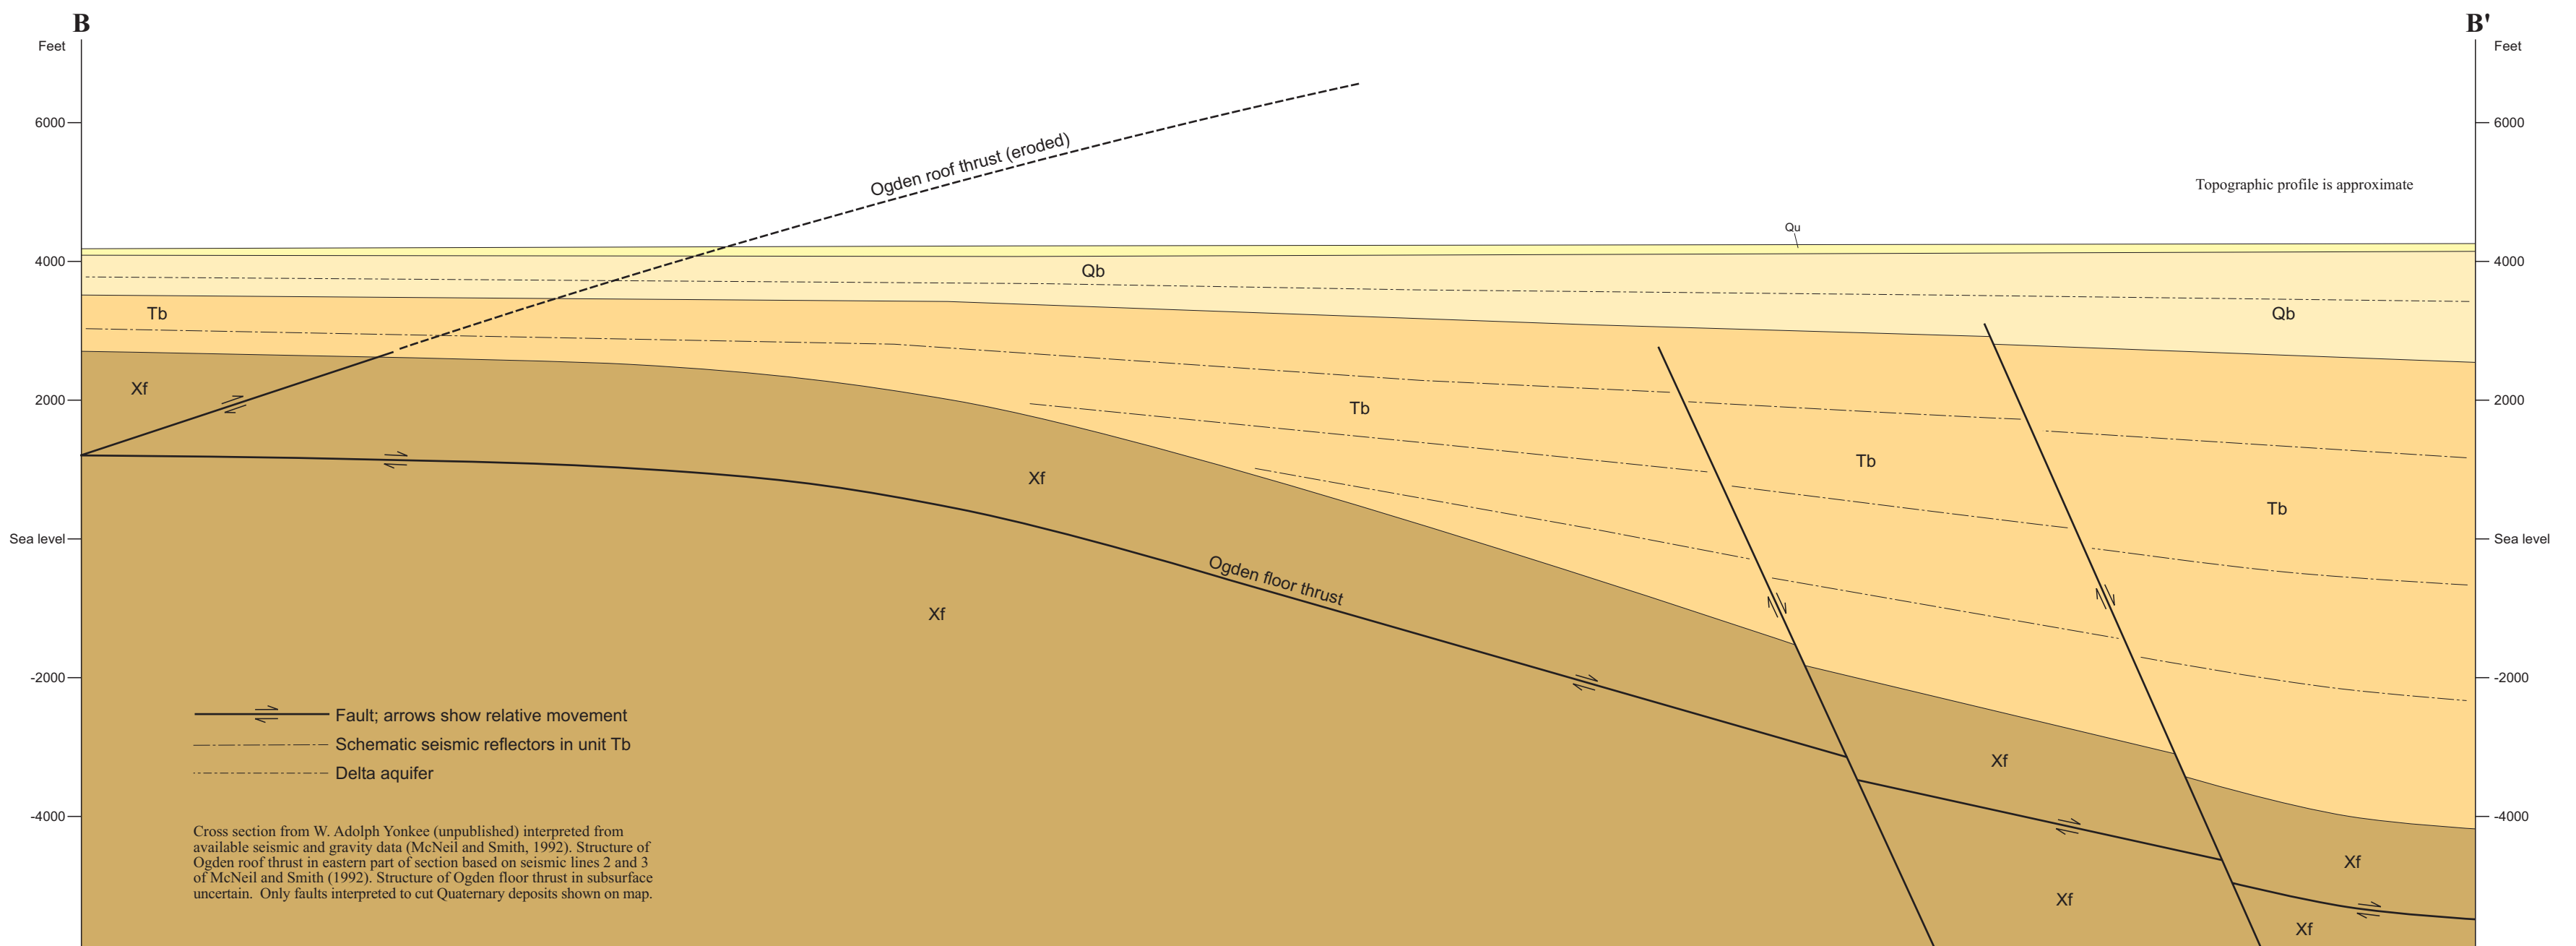 B
B'
Feet
Feet
6000
6000
Ogden roof thrust (eroded)
Topographic profile is approximate
Qu
4000
4000
Qb
Qb
Tb
Xf
2000
2000
Tb
Tb
Xf
Tb
Sea level
Sea level
Ogden floor thrust
Xf
-2000
-2000
Fault; arrows show relative movement
Schematic seismic reflectors in unit Tb
Delta aquifer
Xf
-4000
-4000
Cross section from W. Adolph Yonkee (unpublished) interpreted from
available seismic and gravity data (McNeil and Smith, 1992). Structure of
Ogden roof thrust in eastern part of section based on seismic lines 2 and 3
of McNeil and Smith (1992). Structure of Ogden floor thrust in subsurface
uncertain.  Only faults interpreted to cut Quaternary deposits shown on map.
Xf
Xf
Xf